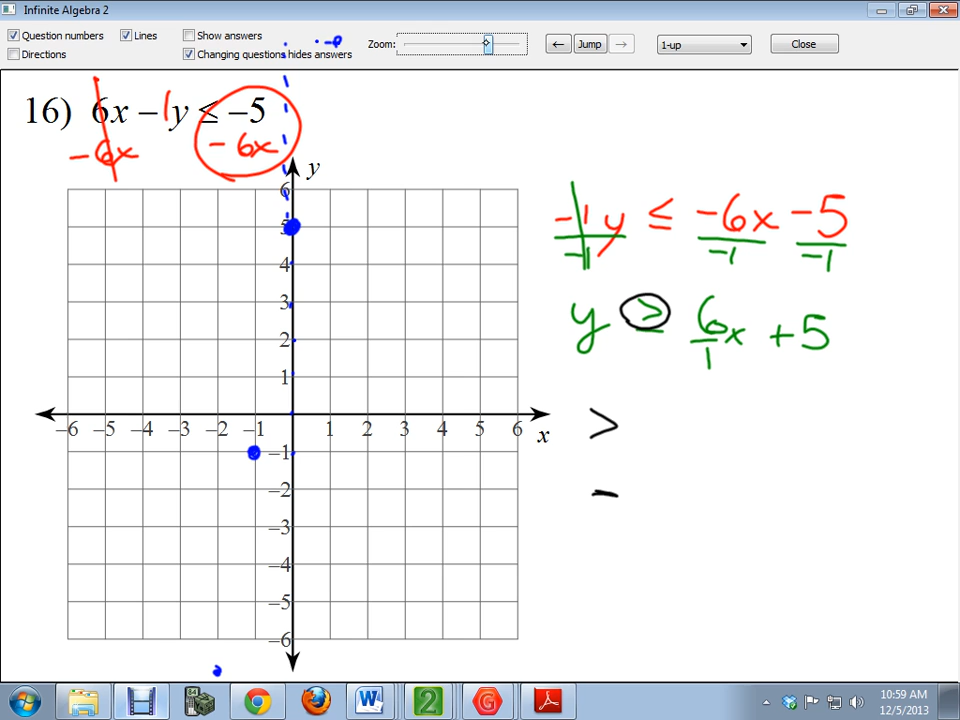 Infinite Algebra 2
Question numbers Lines Show answers Zoom: Jump 1-up Close
Directions Changing questions hides answers
16) 6x – 1y ≤ –5
–6x –6x
y
6
5
4
3
2
1
–6 –5 –4 –3 –2 –1 1 2 3 4 5 6 x
–1
–2
–3
–4
–5
–6
–1y ≤ –6x –5
–1 –1 –1
y ≥ 6x + 5
1
>
–
10:59 AM
12/5/2013